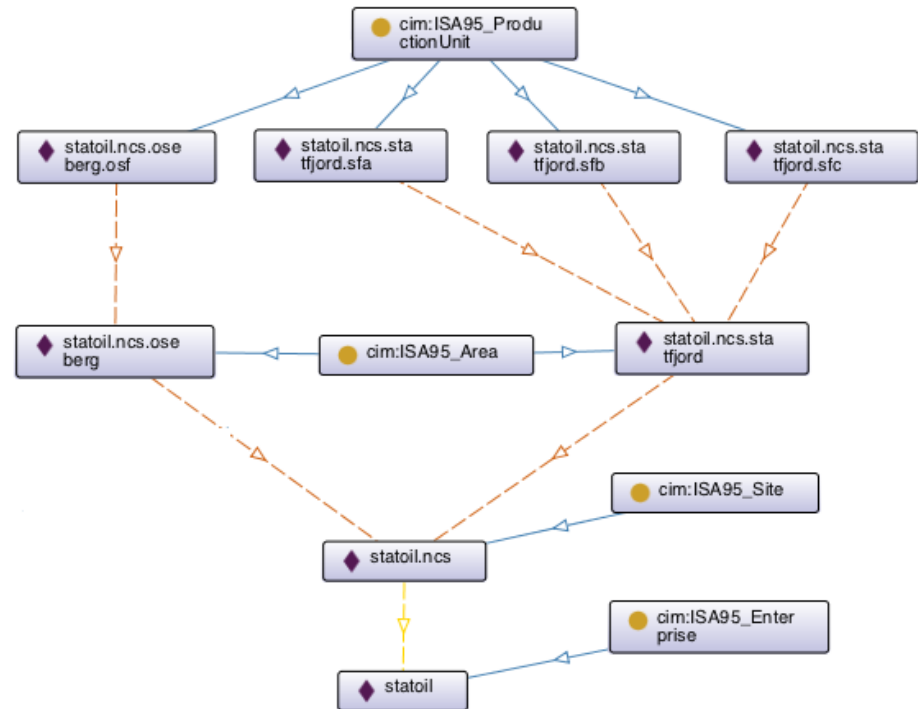 cim:ISA95_Produ
ctionUnit
statoil.ncs.ose
berg.osf
statoil.ncs.sta
tfjord.sfa
statoil.ncs.sta
tfjord.sfb
statoil.ncs.sta
tfjord.sfc
statoil.ncs.ose
berg
cim:ISA95_Area
statoil.ncs.sta
tfjord
cim:ISA95_Site
statoil.ncs
cim:ISA95_Enter
prise
statoil